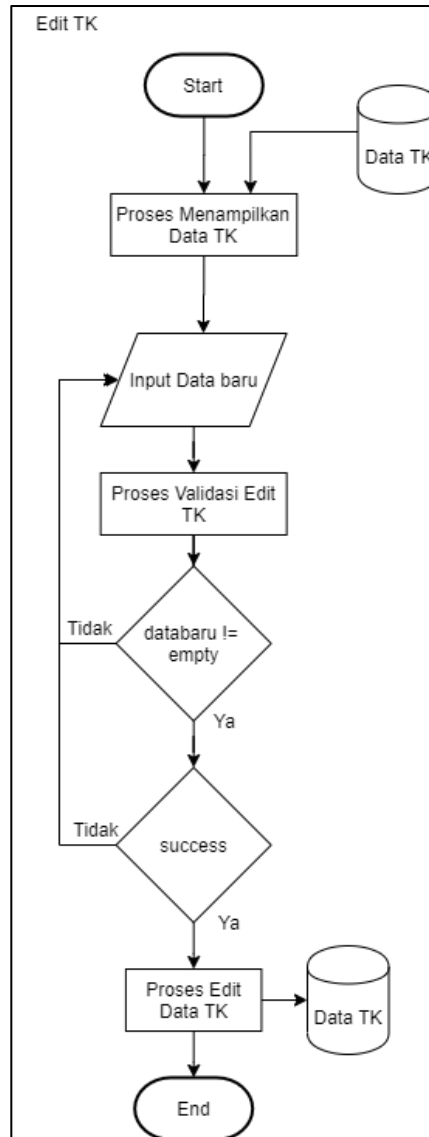 Edit TK
Start
Data TK
Proses Menampilkan
Data TK
Input Data baru
Proses Validasi Edit
TK
Tidak
databaru !=
empty
Ya
Tidak
success
Ya
Proses Edit
Data TK
Data TK
End